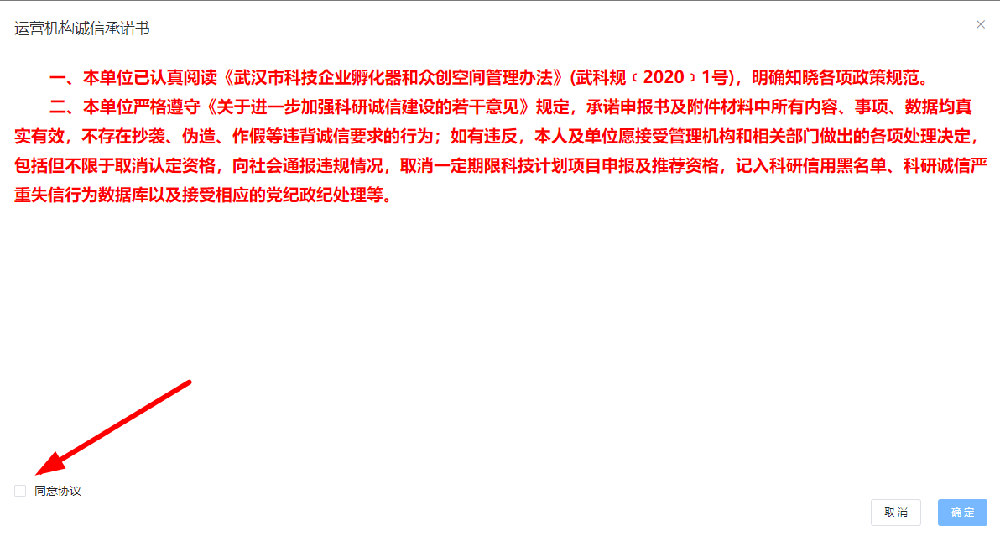 运营机构诚信承诺书
一、本单位已认真阅读《武汉市科技企业孵化器和众创空间管理办法》(武科规﹝2020﹞1号)，明确知晓各项政策规范。
二、本单位严格遵守《关于进一步加强科研诚信建设的若干意见》规定，承诺申报书及附件材料中所有内容、事项、数据均真
实有效，不存在抄袭、伪造、作假等违背诚信要求的行为；如有违反，本人及单位愿接受管理机构和相关部门做出的各项处理决定，
包括但不限于取消认定资格，向社会通报违规情况，取消一定期限科技计划项目申报及推荐资格，记入科研信用黑名单、科研诚信严
重失信行为数据库以及接受相应的党纪政纪处理等。
同意协议
取消
确定